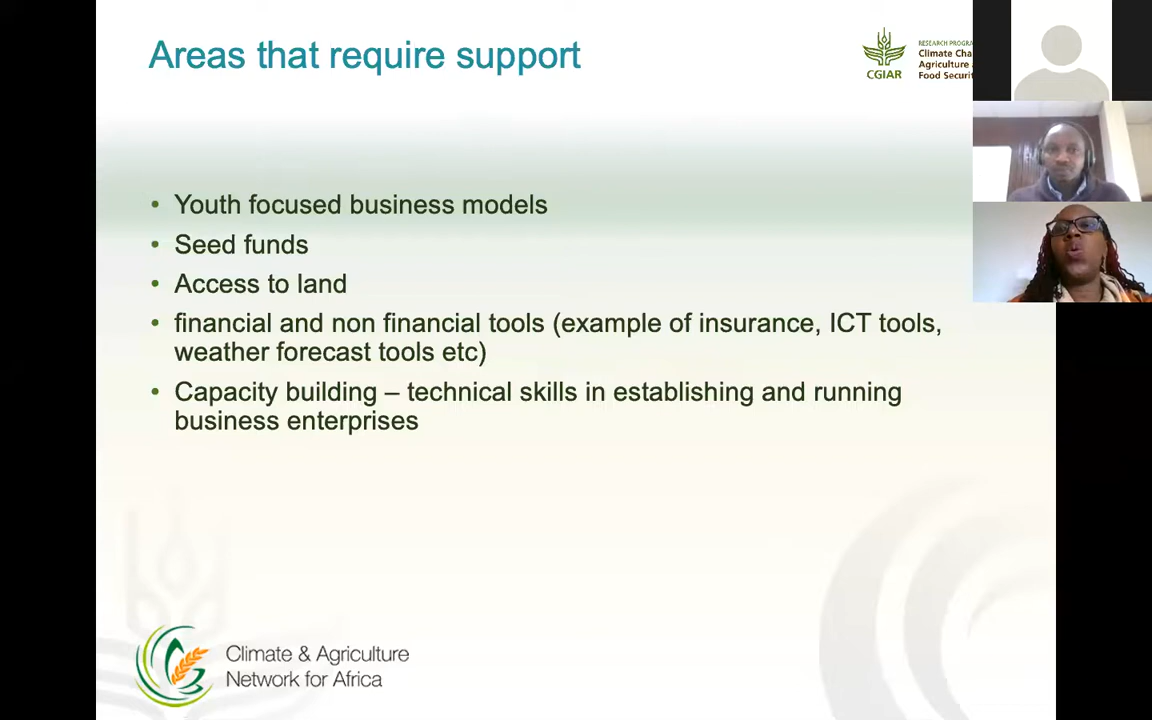 Areas that require support
CGIAR
RESEARCH PROGRA
Climate Cha
Agriculture
Food Securit
• Youth focused business models
• Seed funds
• Access to land
• financial and non financial tools (example of insurance, ICT tools,
weather forecast tools etc)
• Capacity building – technical skills in establishing and running
business enterprises
Climate & Agriculture
Network for Africa